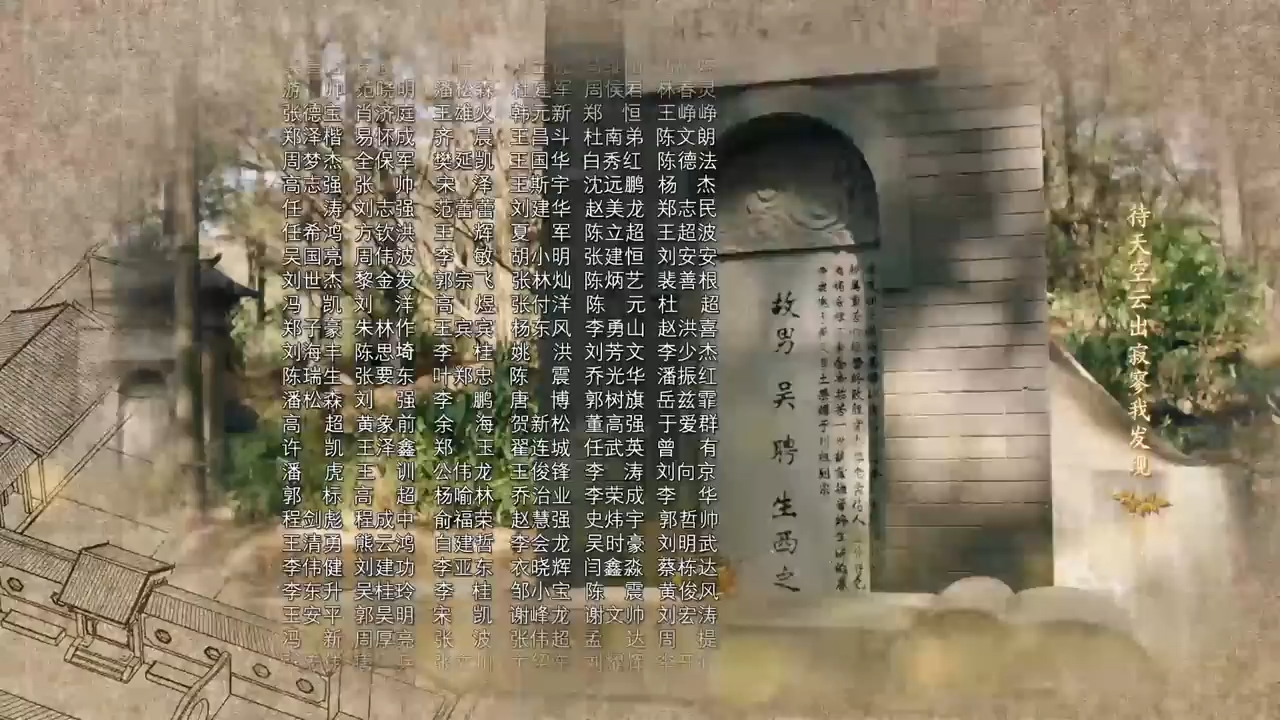 游 帅 范晓明 潘松森 杜建军 周侯君 林春灵
张德宝 肖济庭 王雄火 韩元新 郑 恒 王峥峥
郑泽楷 易怀成 齐 晨 王昌斗 杜南弟 陈文朗
周梦杰 全保军 樊延凯 王国华 白秀红 陈德法
高志强 张 帅 宋 泽 王斯宇 沈远鹏 杨 杰
任 涛 刘志强 范蕾蕾 刘建华 赵美龙 郑志民
任希鸿 方钦洪 王 辉 夏 军 陈立超 王超波
吴国亮 周伟波 李 敏 胡小明 张建恒 刘安安
刘世杰 黎金发 郭宗飞 张林灿 陈炳艺 裴善根
冯 凯 刘 洋 高 煜 张付洋 陈 元 杜 超
郑子豪 朱林作 王宾宾 杨东风 李勇山 赵洪喜
刘海丰 陈思埼 李 桂 姚 洪 刘芳文 李少杰
陈瑞生 张要东 叶郑忠 陈 震 乔光华 潘振红
潘松森 刘 强 李 鹏 唐 博 郭树旗 岳兹霏
高 超 黄象前 余 海 贺新松 董高强 于爱群
许 凯 王泽鑫 郑 玉 翟连城 任武英 曾 有
潘 虎 王 训 公伟龙 王俊锋 李 涛 刘向京
郭 标 高 超 杨喻林 乔治业 李荣成 李 华
程剑彪 程成中 俞福荣 赵慧强 史炜宇 郭哲帅
王清勇 熊云鸿 白建哲 李会龙 吴时豪 刘明武
李伟健 刘建功 李亚东 衣晓辉 闫鑫淼 蔡栋达
李东升 吴桂玲 李 桂 邹小宝 陈 震 黄俊风
王安平 郭昊明 宋 凯 谢峰龙 谢文帅 刘宏涛
冯 新 周厚亮 张 波 张伟超 孟 达 周 提
故男吴聘生西之
待天空云出寂寥我发现